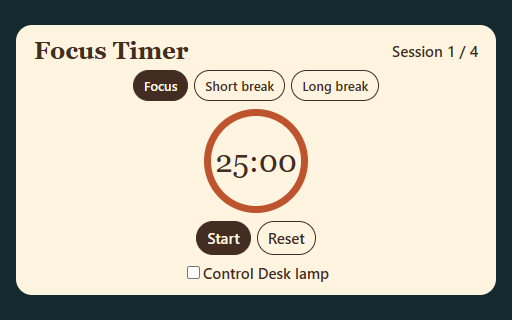 Focus Timer
Session 1 / 4
Focus
Short break
Long break
25:00
Start
Reset
Control Desk lamp